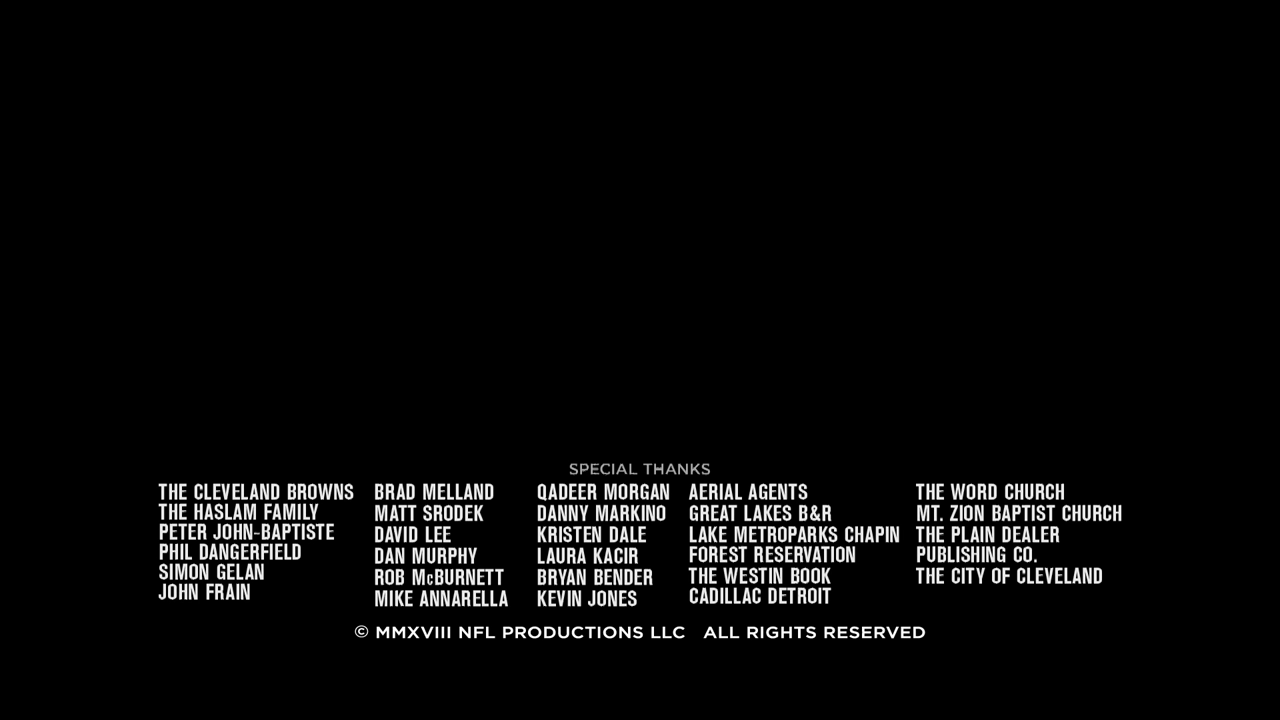 SPECIAL THANKS
THE CLEVELAND BROWNS
THE HASLAM FAMILY
PETER JOHN-BAPTISTE
PHIL DANGERFIELD
SIMON GELAN
JOHN FRAIN
BRAD MELLAND
MATT SRODEK
DAVID LEE
DAN MURPHY
ROB McBURNETT
MIKE ANNARELLA
QADEER MORGAN
DANNY MARKINO
KRISTEN DALE
LAURA KACIR
BRYAN BENDER
KEVIN JONES
AERIAL AGENTS
GREAT LAKES B&R
LAKE METROPARKS CHAPIN
FOREST RESERVATION
THE WESTIN BOOK
CADILLAC DETROIT
THE WORD CHURCH
MT. ZION BAPTIST CHURCH
THE PLAIN DEALER
PUBLISHING CO.
THE CITY OF CLEVELAND
© MMXVIII NFL PRODUCTIONS LLC ALL RIGHTS RESERVED